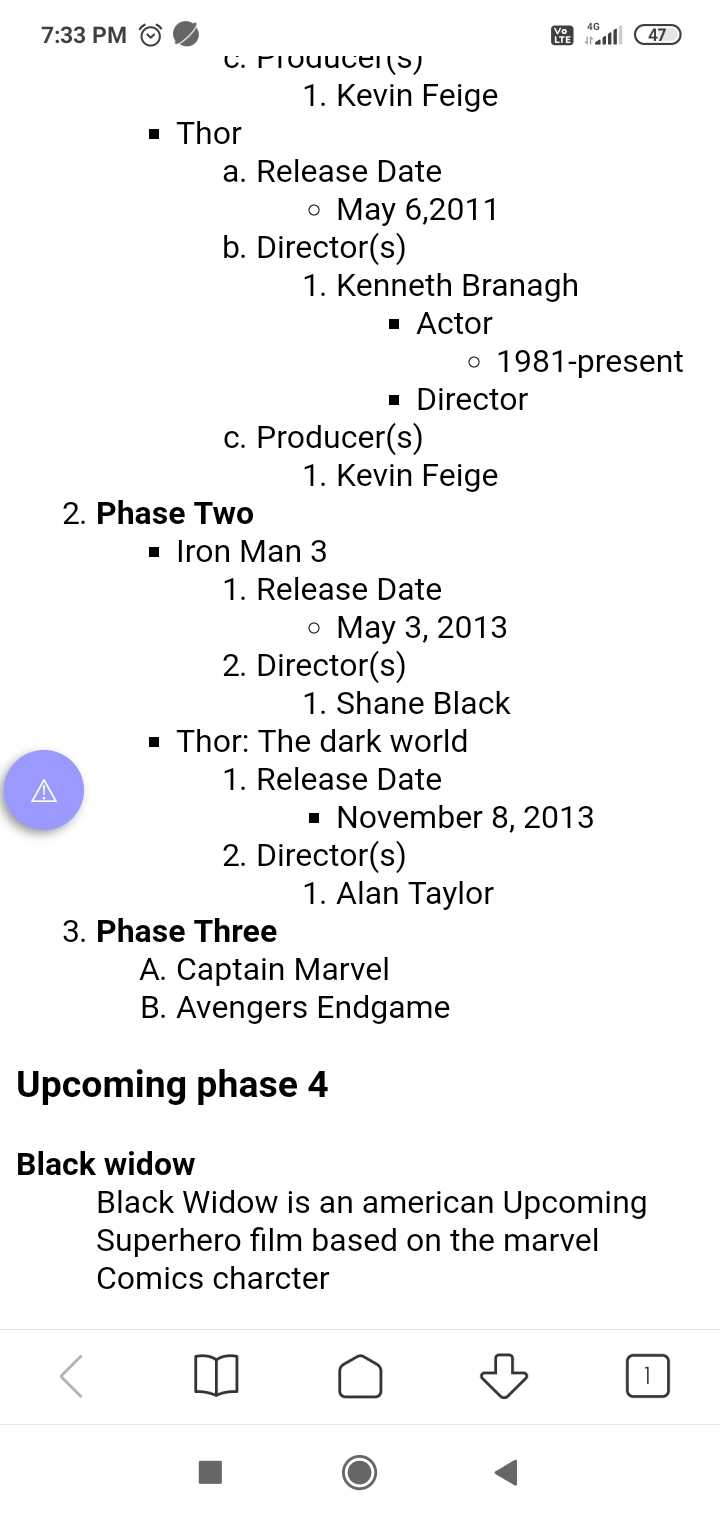 7:33 PM Vo LTE 4G 47
c. Producer(s)
1. Kevin Feige
▪ Thor
a. Release Date
○ May 6,2011
b. Director(s)
1. Kenneth Branagh
▪ Actor
○ 1981-present
▪ Director
c. Producer(s)
1. Kevin Feige
2. Phase Two
▪ Iron Man 3
1. Release Date
○ May 3, 2013
2. Director(s)
1. Shane Black
▪ Thor: The dark world
1. Release Date
▪ November 8, 2013
2. Director(s)
1. Alan Taylor
3. Phase Three
A. Captain Marvel
B. Avengers Endgame
Upcoming phase 4
Black widow
Black Widow is an american Upcoming
Superhero film based on the marvel
Comics charcter
1